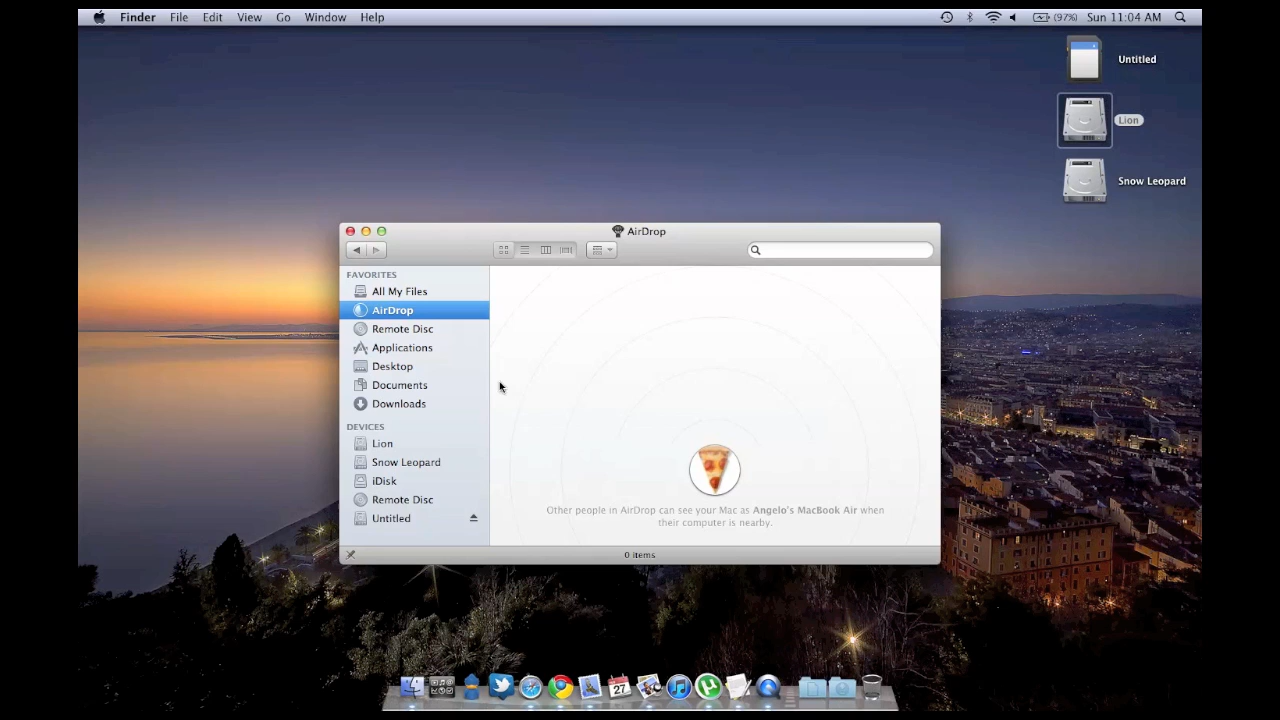 Finder File Edit View Go Window Help (97%) Sun 11:04 AM
Untitled
Lion
Snow Leopard
AirDrop
FAVORITES
All My Files
AirDrop
Remote Disc
Applications
Desktop
Documents
Downloads
DEVICES
Lion
Snow Leopard
iDisk
Remote Disc
Untitled
Other people in AirDrop can see your Mac as Angelo's MacBook Air when
their computer is nearby.
0 items
27